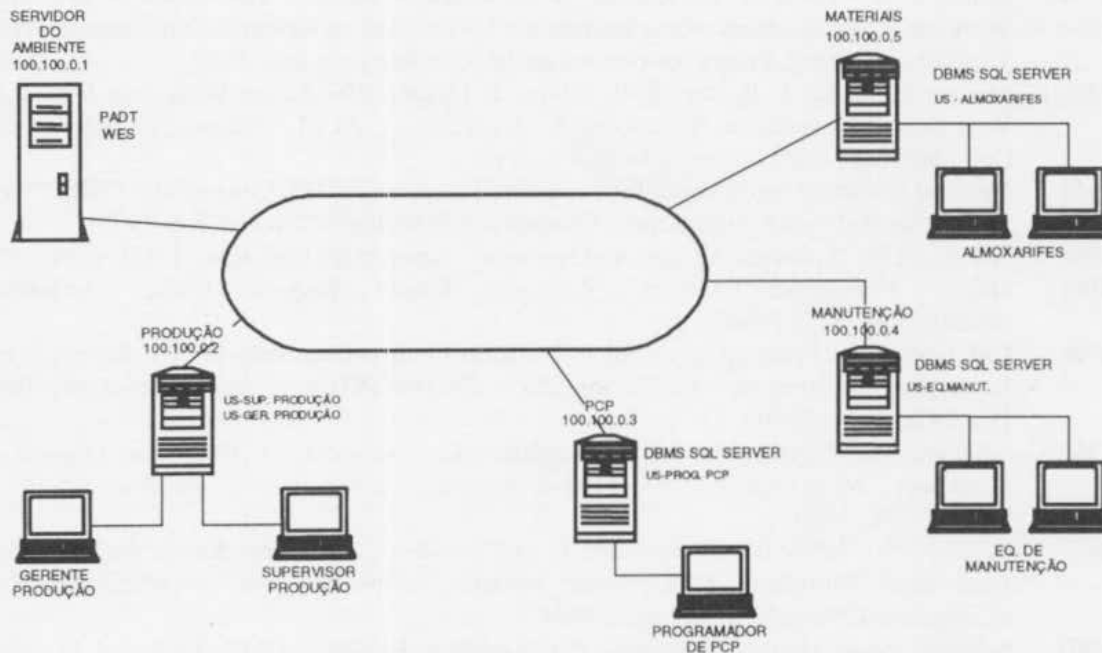 SERVIDOR
DO
AMBIENTE
100.100.0.1
PADT
WES
MATERIAIS
100.100.0.5
DBMS SQL SERVER
US - ALMOXARIFES
ALMOXARIFES
PRODUÇÃO
100.100.0.2
US-SUP. PRODUÇÃO
US-GER. PRODUÇÃO
GERENTE
PRODUÇÃO
SUPERVISOR
PRODUÇÃO
PCP
100.100.0.3
DBMS SQL SERVER
US-PROG. PCP
PROGRAMADOR
DE PCP
MANUTENÇÃO
100.100.0.4
DBMS SQL SERVER
US-EQ.MANUT.
EQ. DE
MANUTENÇÃO